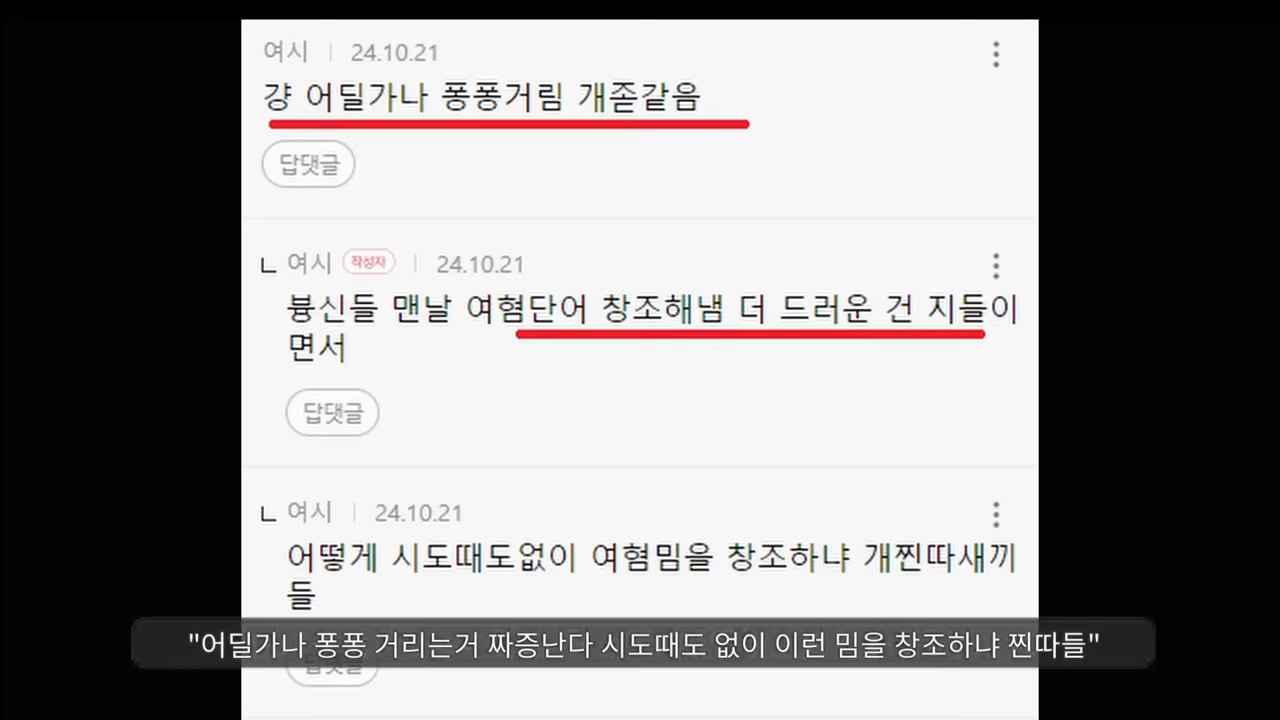 여시 | 24.10.21
걍 어딜가나 퐁퐁거림 개좆같음
답댓글
ㄴ 여시 작성자 | 24.10.21
븅신들 맨날 여혐단어 창조해냄 더 드러운 건 지들이
면서
답댓글
ㄴ 여시 | 24.10.21
어떻게 시도때도없이 여혐밈을 창조하냐 개찐따새끼
들
"어딜가나 퐁퐁 거리는거 짜증난다 시도때도 없이 이런 밈을 창조하냐 찐따들"
답댓글